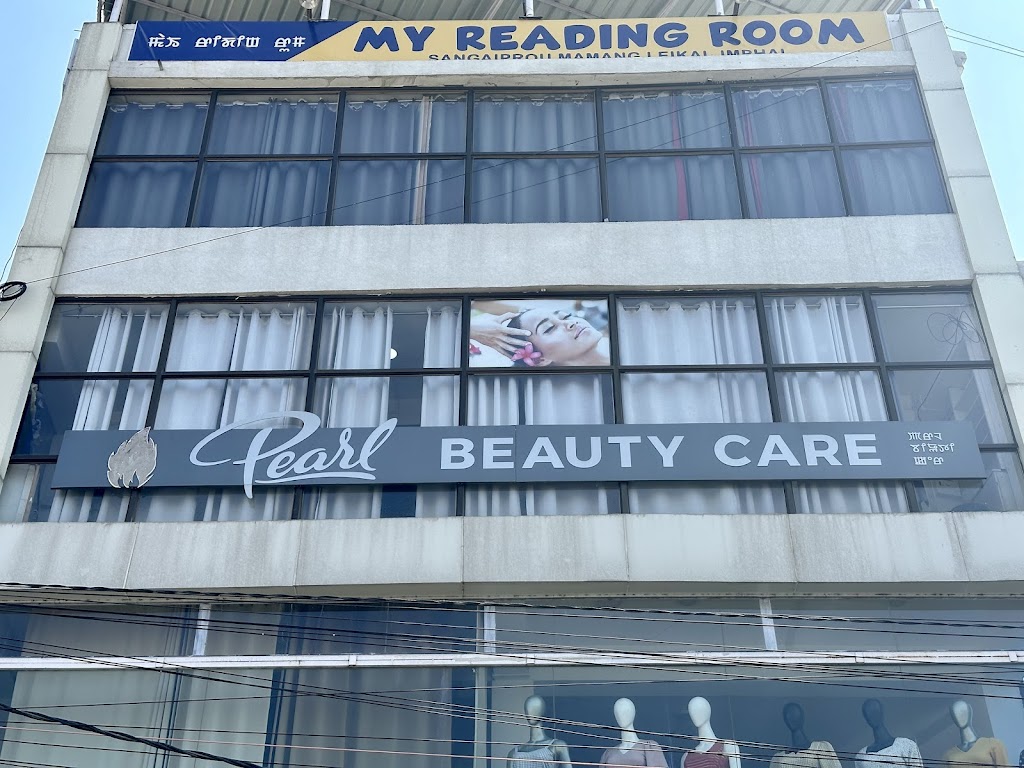 ꯃꯥꯏ ꯔꯤꯗꯤꯡ ꯔꯨꯝ
MY READING ROOM
SANGAIPROU MAMANG LEIKAI, IMPHAL
Pearl BEAUTY CARE